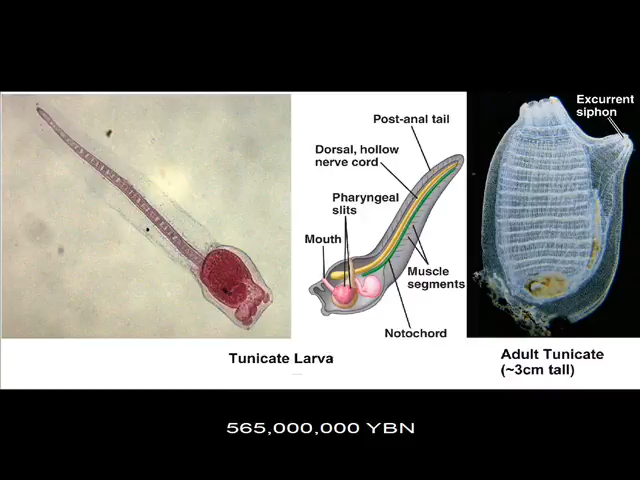 Post-anal tail
Dorsal, hollow
nerve cord
Pharyngeal
slits
Mouth
Muscle
segments
Notochord
Excurrent
siphon
Tunicate Larva
Adult Tunicate
(~3cm tall)
565,000,000 YBN